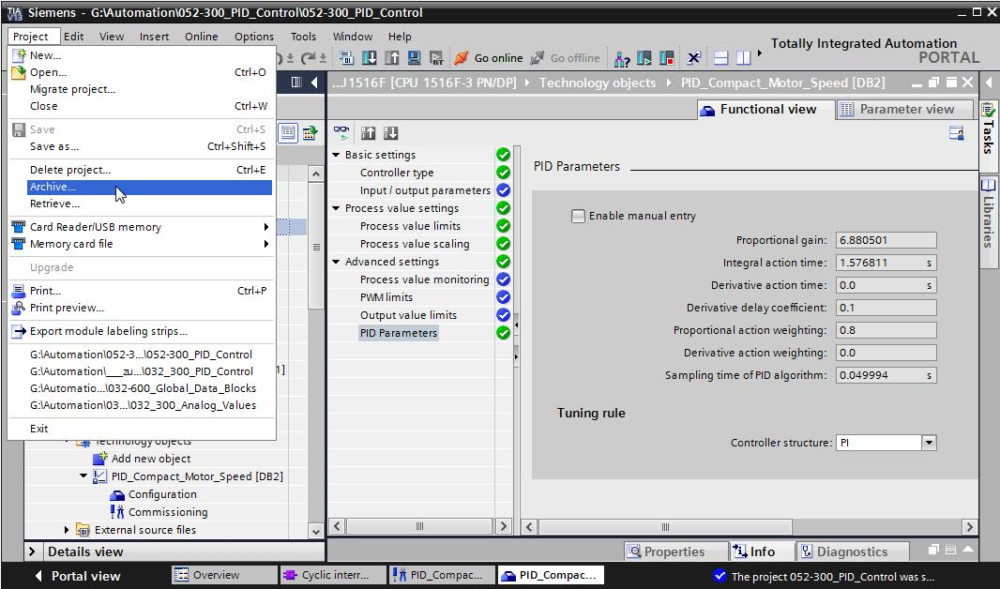 TIA
V13
Siemens - G:\Automation\052-300_PID_Control\052-300_PID_Control
Project Edit View Insert Online Options Tools Window Help
Totally Integrated Automation
PORTAL
Go online Go offline
New...
Open... Ctrl+O
Migrate project...
Close Ctrl+W
Save Ctrl+S
Save as... Ctrl+Shift+S
Delete project... Ctrl+E
Archive...
Retrieve...
Card Reader/USB memory
Memory card file
Upgrade
Print... Ctrl+P
Print preview...
Export module labeling strips...
G:\Automation\052-3...\052-300_PID_Control
G:\Automation\___zu...\032_300_PID_Control
G:\Automatio...\032-600_Global_Data_Blocks
G:\Automation\03...\032_300_Analog_Values
Exit
1]
Technology objects
Add new object
PID_Compact_Motor_Speed [DB2]
Configuration
Commissioning
External source files
Details view
...J1516F [CPU 1516F-3 PN/DP] Technology objects PID_Compact_Motor_Speed [DB2]
Functional view Parameter view
Basic settings
Controller type
Input / output parameters
Process value settings
Process value limits
Process value scaling
Advanced settings
Process value monitoring
PWM limits
Output value limits
PID Parameters
PID Parameters
Enable manual entry
Proportional gain: 6.880501
Integral action time: 1.576811 s
Derivative action time: 0.0 s
Derivative delay coefficient: 0.1
Proportional action weighting: 0.8
Derivative action weighting: 0.0
Sampling time of PID algorithm: 0.049994 s
Tuning rule
Controller structure: PI
Tasks
Libraries
Properties Info Diagnostics
Portal view Overview Cyclic interr... PID_Compac... PID_Compac... The project 052-300_PID_Control was s...